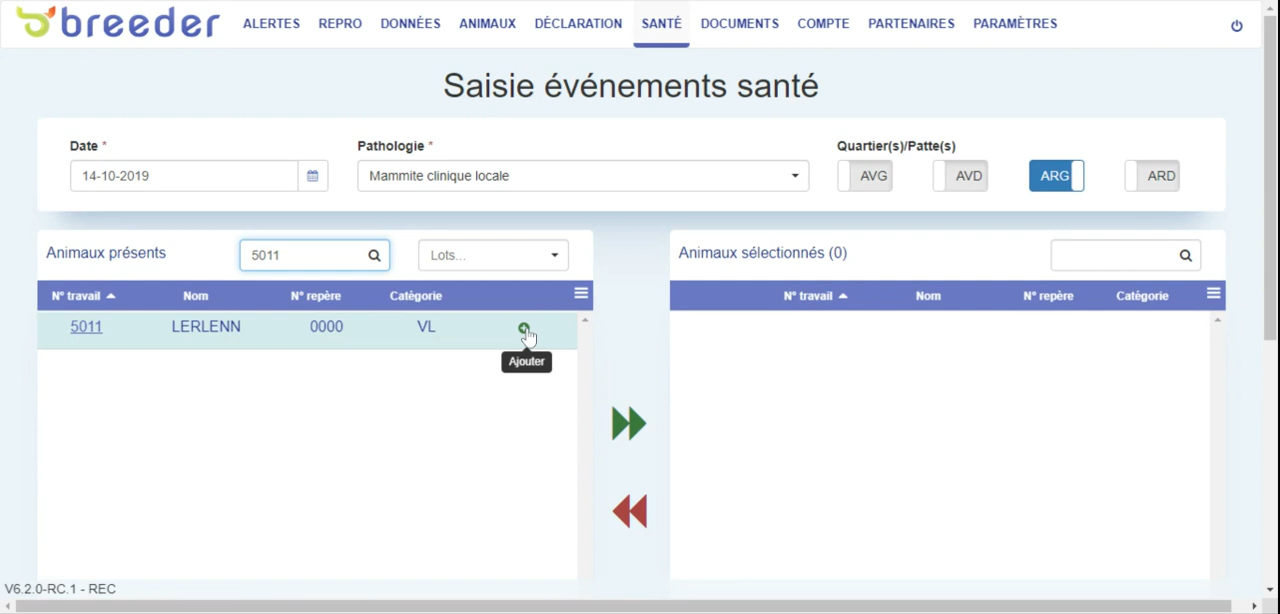 breeder ALERTES REPRO DONNÉES ANIMAUX DÉCLARATION SANTÉ DOCUMENTS COMPTE PARTENAIRES PARAMÈTRES
Saisie événements santé
Date * Pathologie * Quartier(s)/Patte(s)
14-10-2019 Mammite clinique locale AVG AVD ARG ARD
Animaux présents 5011 Lots... Animaux sélectionnés (0)
N° travail Nom N° repère Catégorie N° travail Nom N° repère Catégorie
5011 LERLENN 0000 VL
Ajouter
V6.2.0-RC.1 - REC